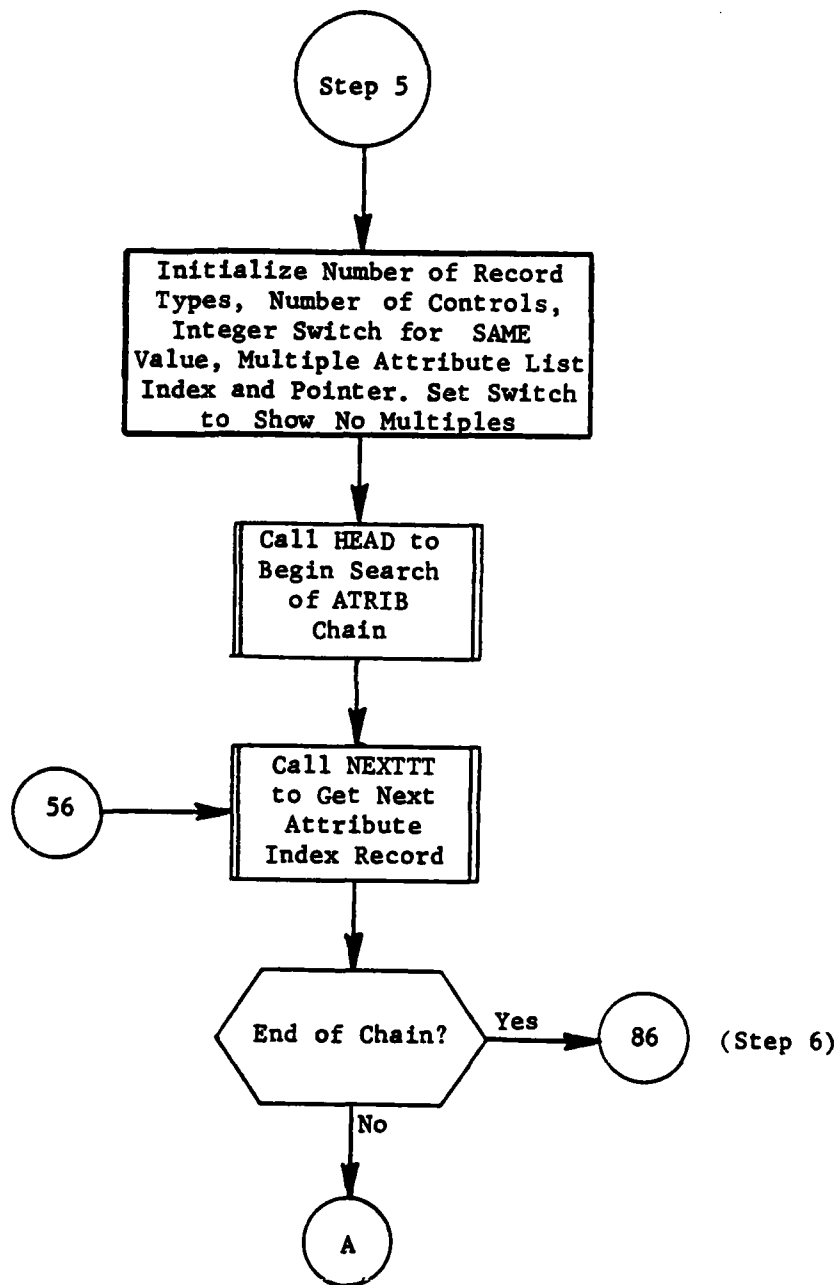 Step 5
Initialize Number of Record
Types, Number of Controls,
Integer Switch for SAME
Value, Multiple Attribute List
Index and Pointer. Set Switch
to Show No Multiples
Call HEAD to
Begin Search
of ATRIB
Chain
56
Call NEXTTT
to Get Next
Attribute
Index Record
End of Chain?
Yes
86
(Step 6)
No
A